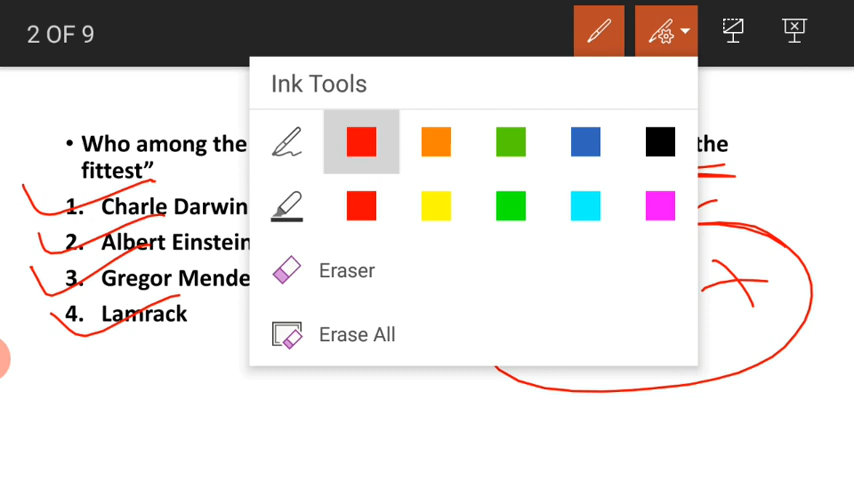 2 OF 9
Ink Tools
• Who among the the
fittest”
1. Charle Darwin
2. Albert Einstein
3. Gregor Mende
4. Lamrack
Eraser
Erase All